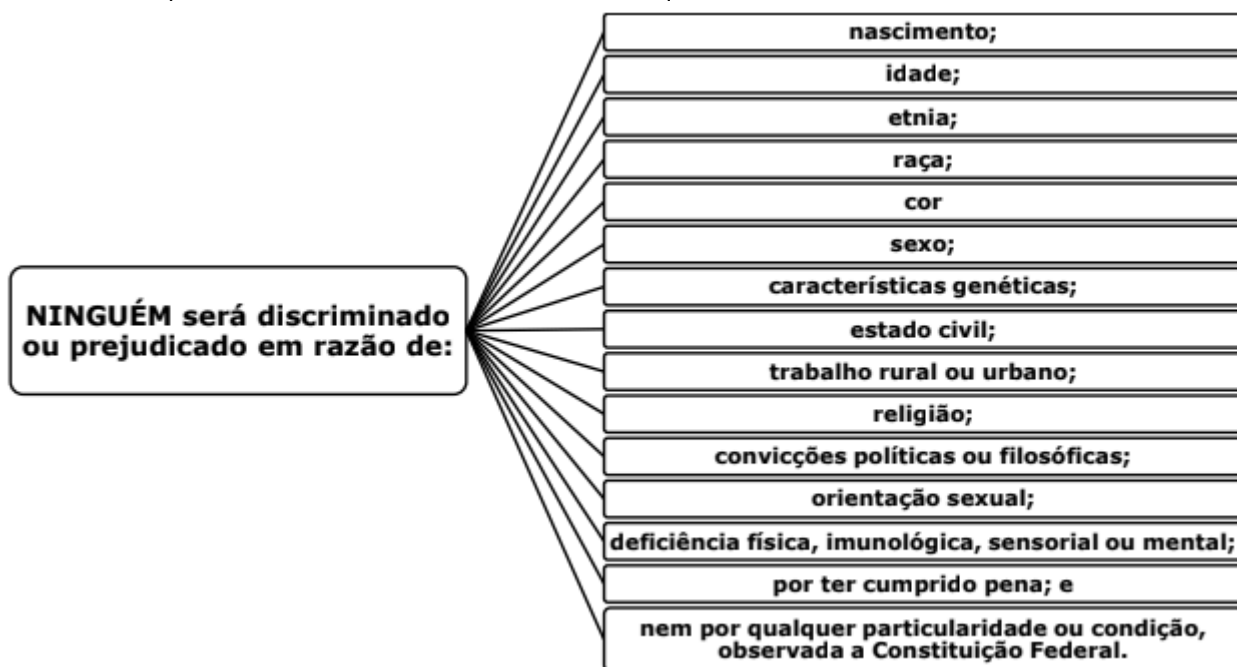 nascimento;
idade;
etnia;
raça;
cor
sexo;
características genéticas;
NINGUÉM será discriminado
ou prejudicado em razão de:
estado civil;
trabalho rural ou urbano;
religião;
convicções políticas ou filosóficas;
orientação sexual;
deficiência física, imunológica, sensorial ou mental;
por ter cumprido pena; e
nem por qualquer particularidade ou condição,
observada a Constituição Federal.